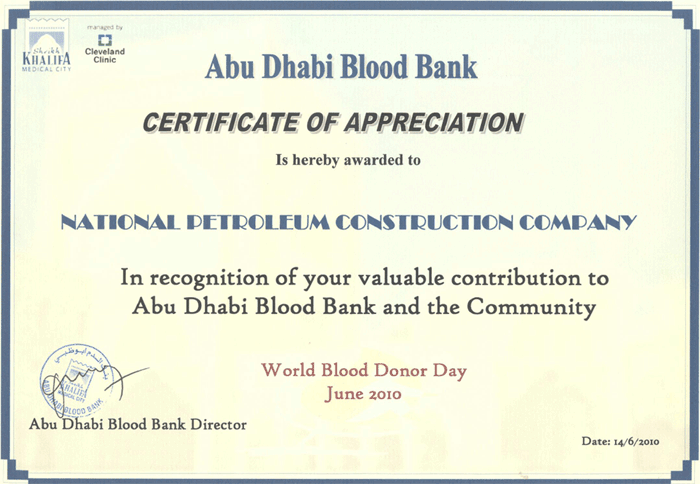 Sheikh
KHALIFA
MEDICAL CITY
managed by
Cleveland
Clinic
Abu Dhabi Blood Bank
CERTIFICATE OF APPRECIATION
Is hereby awarded to
NATIONAL PETROLEUM CONSTRUCTION COMPANY
In recognition of your valuable contribution to
Abu Dhabi Blood Bank and the Community
World Blood Donor Day
June 2010
بنك الدم أبوظبي
KHALIFA
MEDICAL CITY
ABU DHABI BLOOD BANK
Abu Dhabi Blood Bank Director
Date: 14/6/2010